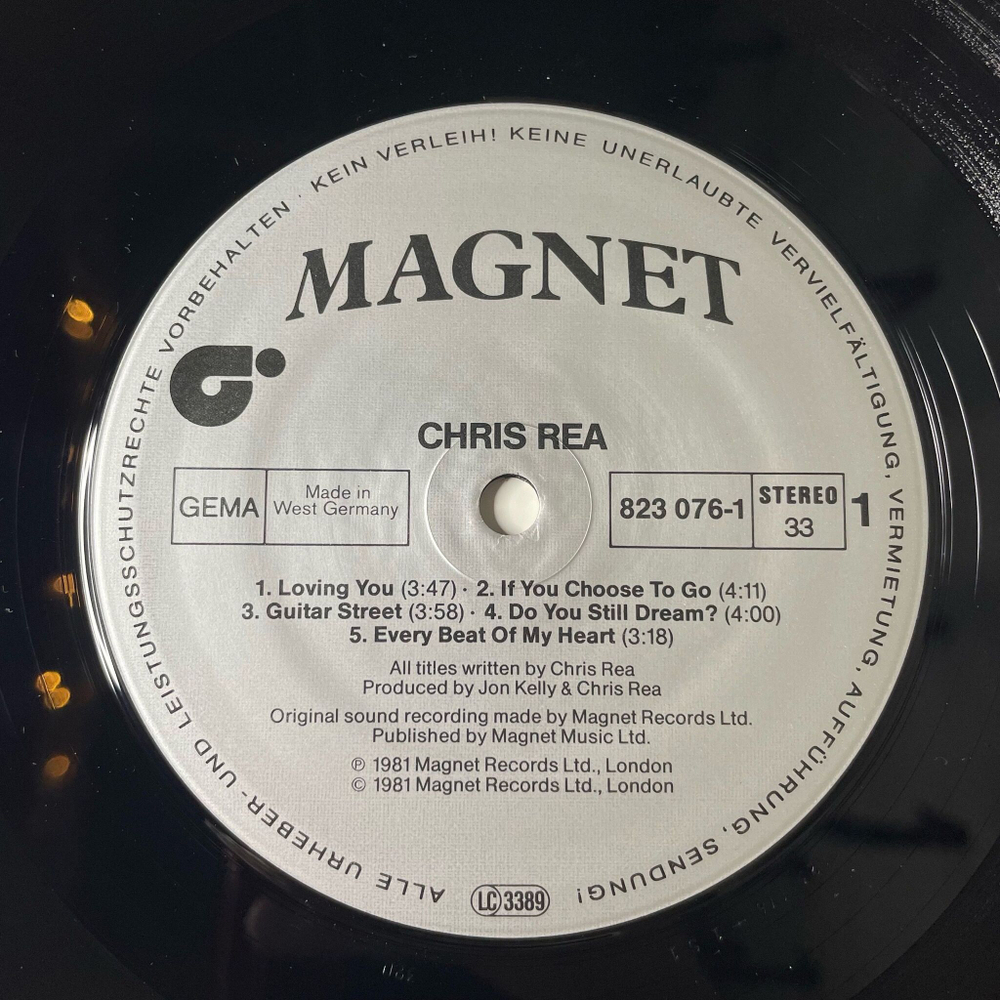 ALLE URHEBER- UND LEISTUNGSSCHUTZRECHTE VORBEHALTEN · KEIN VERLEIH! KEINE UNERLAUBTE VERVIELFÄLTIGUNG, VERMIETUNG, AUFFÜHRUNG, SENDUNG!
MAGNET
CHRIS REA
GEMA
Made in
West Germany
823 076-1
STEREO
33
1
1. Loving You (3:47) · 2. If You Choose To Go (4:11)
3. Guitar Street (3:58) · 4. Do You Still Dream? (4:00)
5. Every Beat Of My Heart (3:18)
All titles written by Chris Rea
Produced by Jon Kelly & Chris Rea
Original sound recording made by Magnet Records Ltd.
Published by Magnet Music Ltd.
℗ 1981 Magnet Records Ltd., London
© 1981 Magnet Records Ltd., London
LC 3389